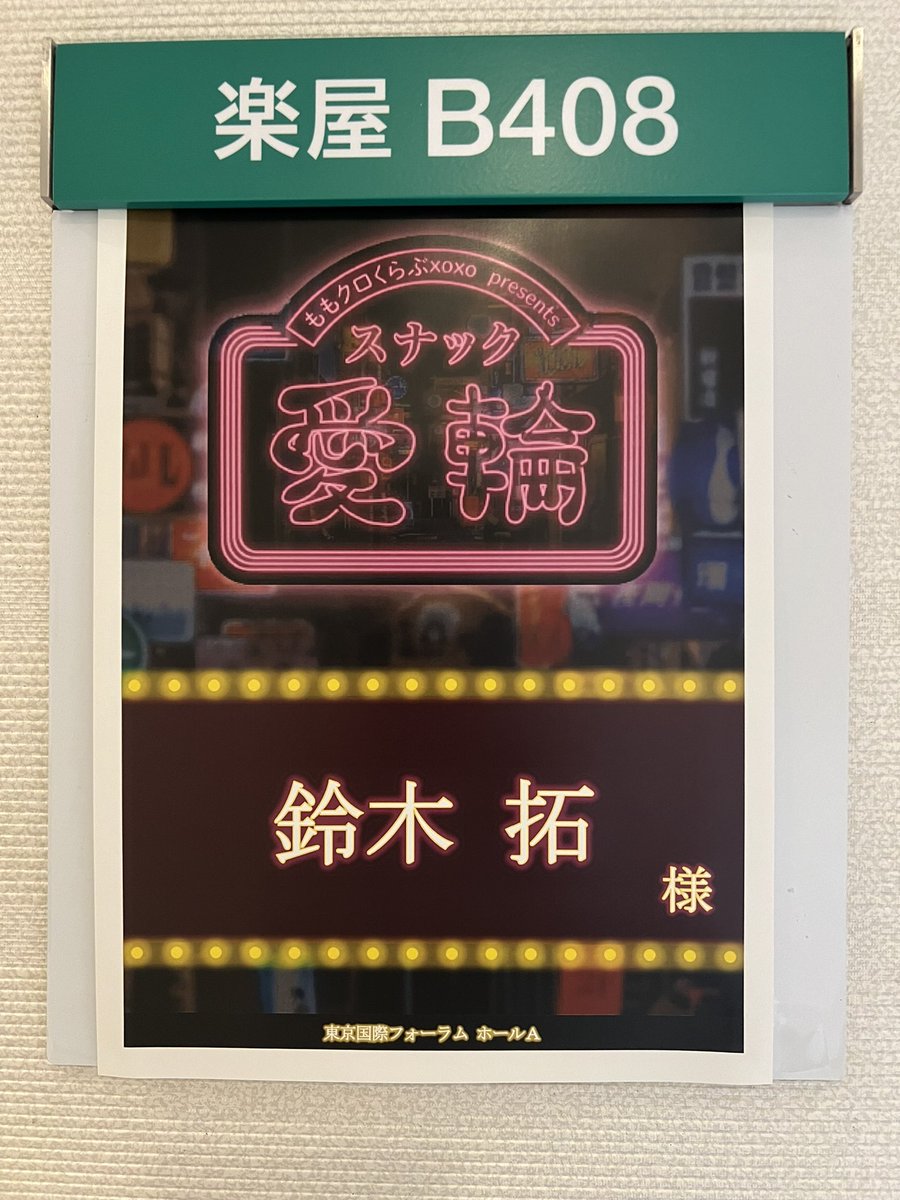 楽屋 B408
ももクロくらぶxoxo presents
スナック
愛輪
鈴木 拓
様
東京国際フォーラム ホールA